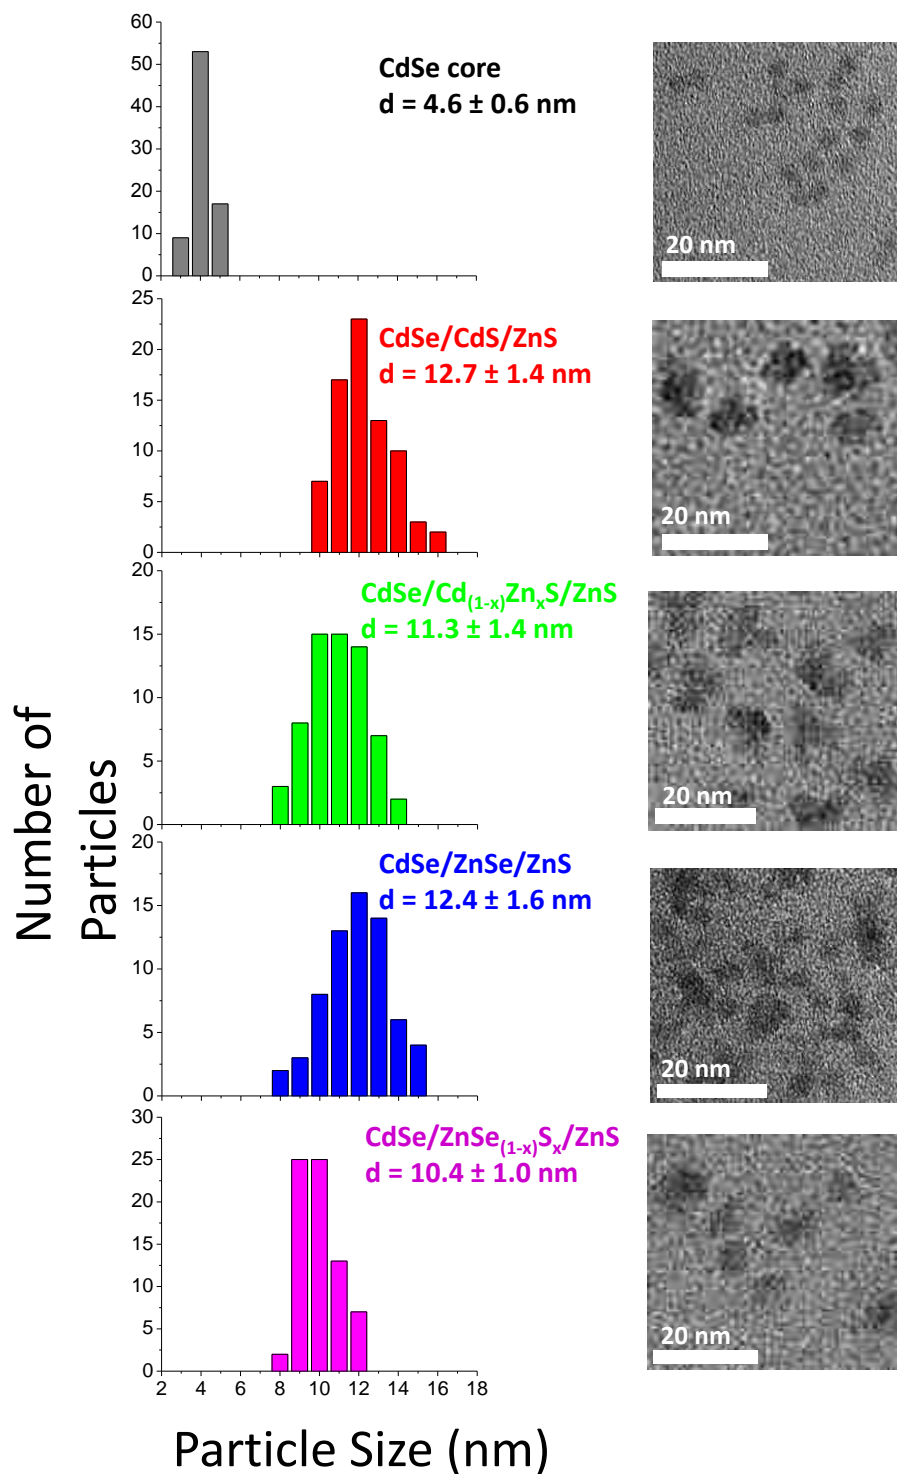 60
50
40
30
20
10
0
CdSe core
d = 4.6 ± 0.6 nm
20 nm
25
20
15
10
5
0
CdSe/CdS/ZnS
d = 12.7 ± 1.4 nm
20 nm
20
15
10
5
0
CdSe/Cd(1-x)ZnxS/ZnS
d = 11.3 ± 1.4 nm
20 nm
20
15
10
5
0
CdSe/ZnSe/ZnS
d = 12.4 ± 1.6 nm
20 nm
30
25
20
15
10
5
0
CdSe/ZnSe(1-x)Sx/ZnS
d = 10.4 ± 1.0 nm
20 nm
2 4 6 8 10 12 14 16 18
Number of
Particles
Particle Size (nm)